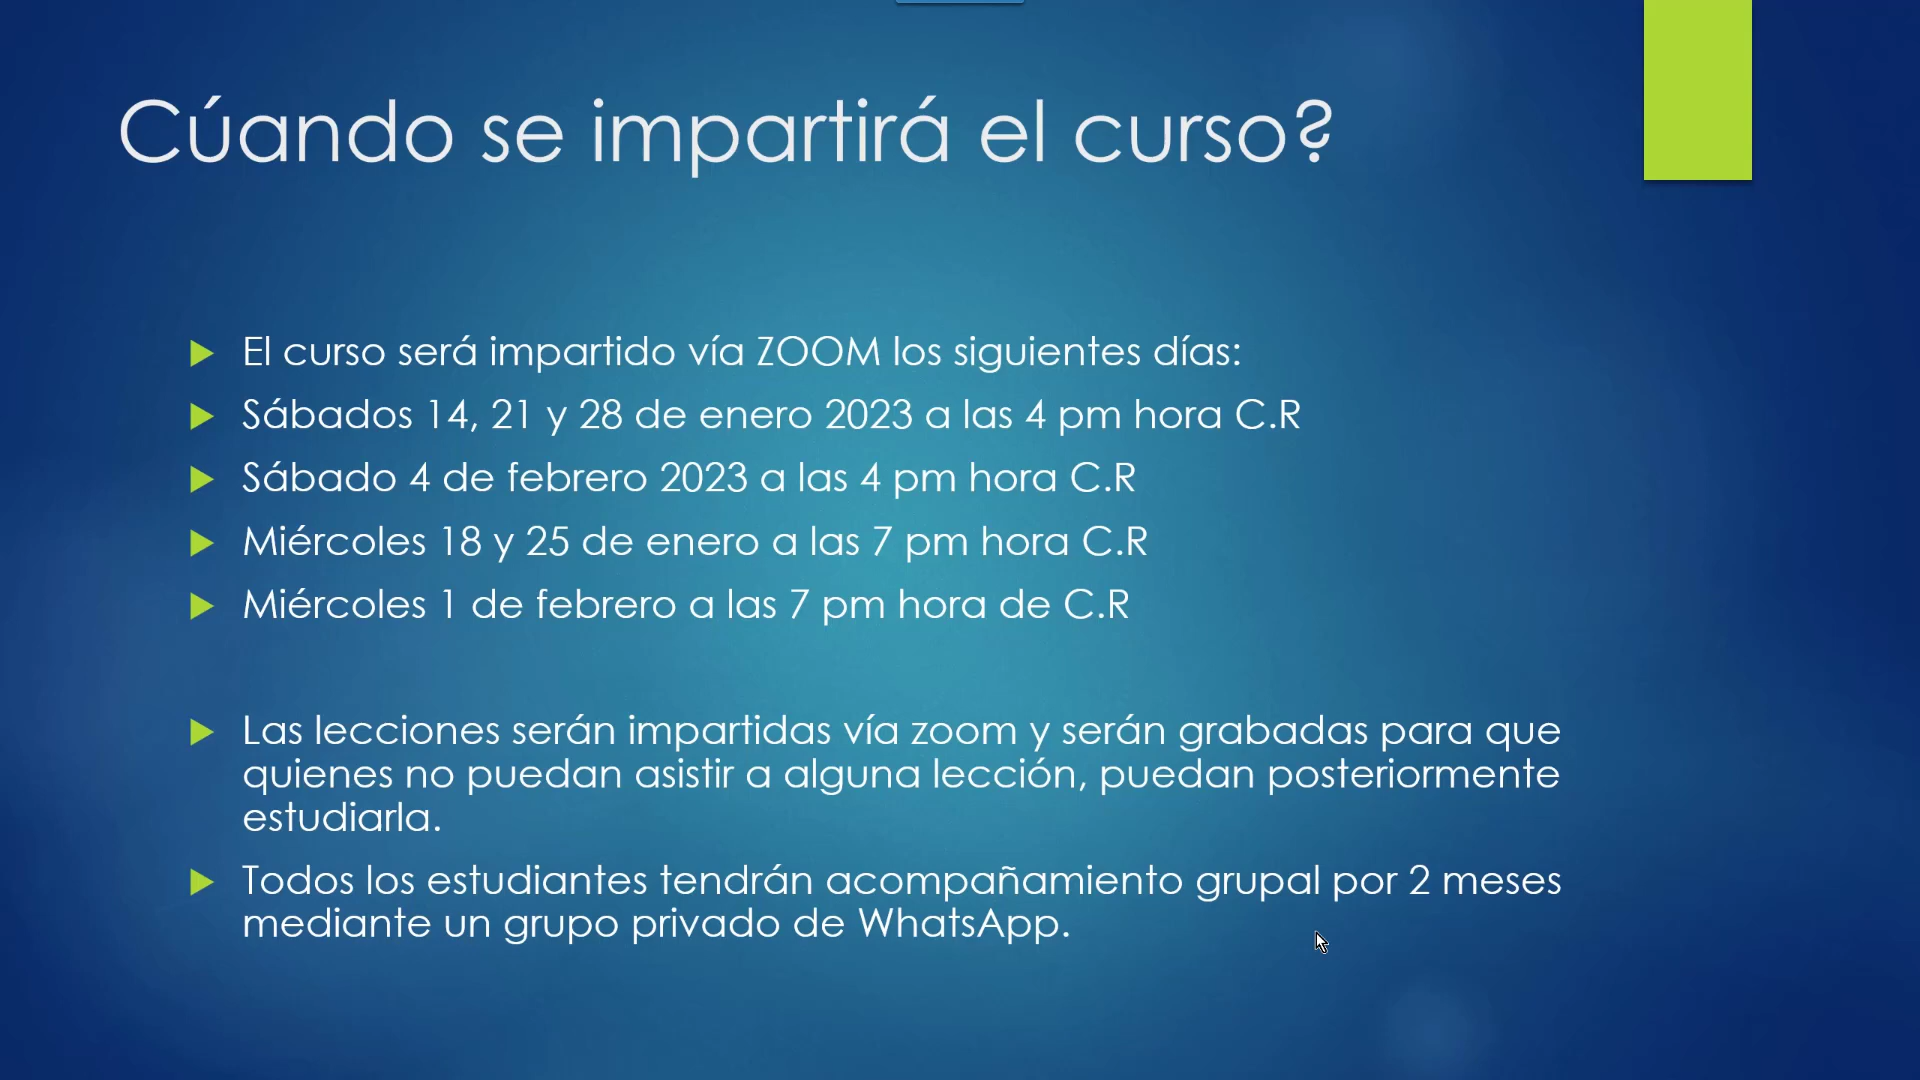 Cúando se impartirá el curso?
El curso será impartido vía ZOOM los siguientes días:
Sábados 14, 21 y 28 de enero 2023 a las 4 pm hora C.R
Sábado 4 de febrero 2023 a las 4 pm hora C.R
Miércoles 18 y 25 de enero a las 7 pm hora C.R
Miércoles 1 de febrero a las 7 pm hora de C.R
Las lecciones serán impartidas vía zoom y serán grabadas para que
quienes no puedan asistir a alguna lección, puedan posteriormente
estudiarla.
Todos los estudiantes tendrán acompañamiento grupal por 2 meses
mediante un grupo privado de WhatsApp.